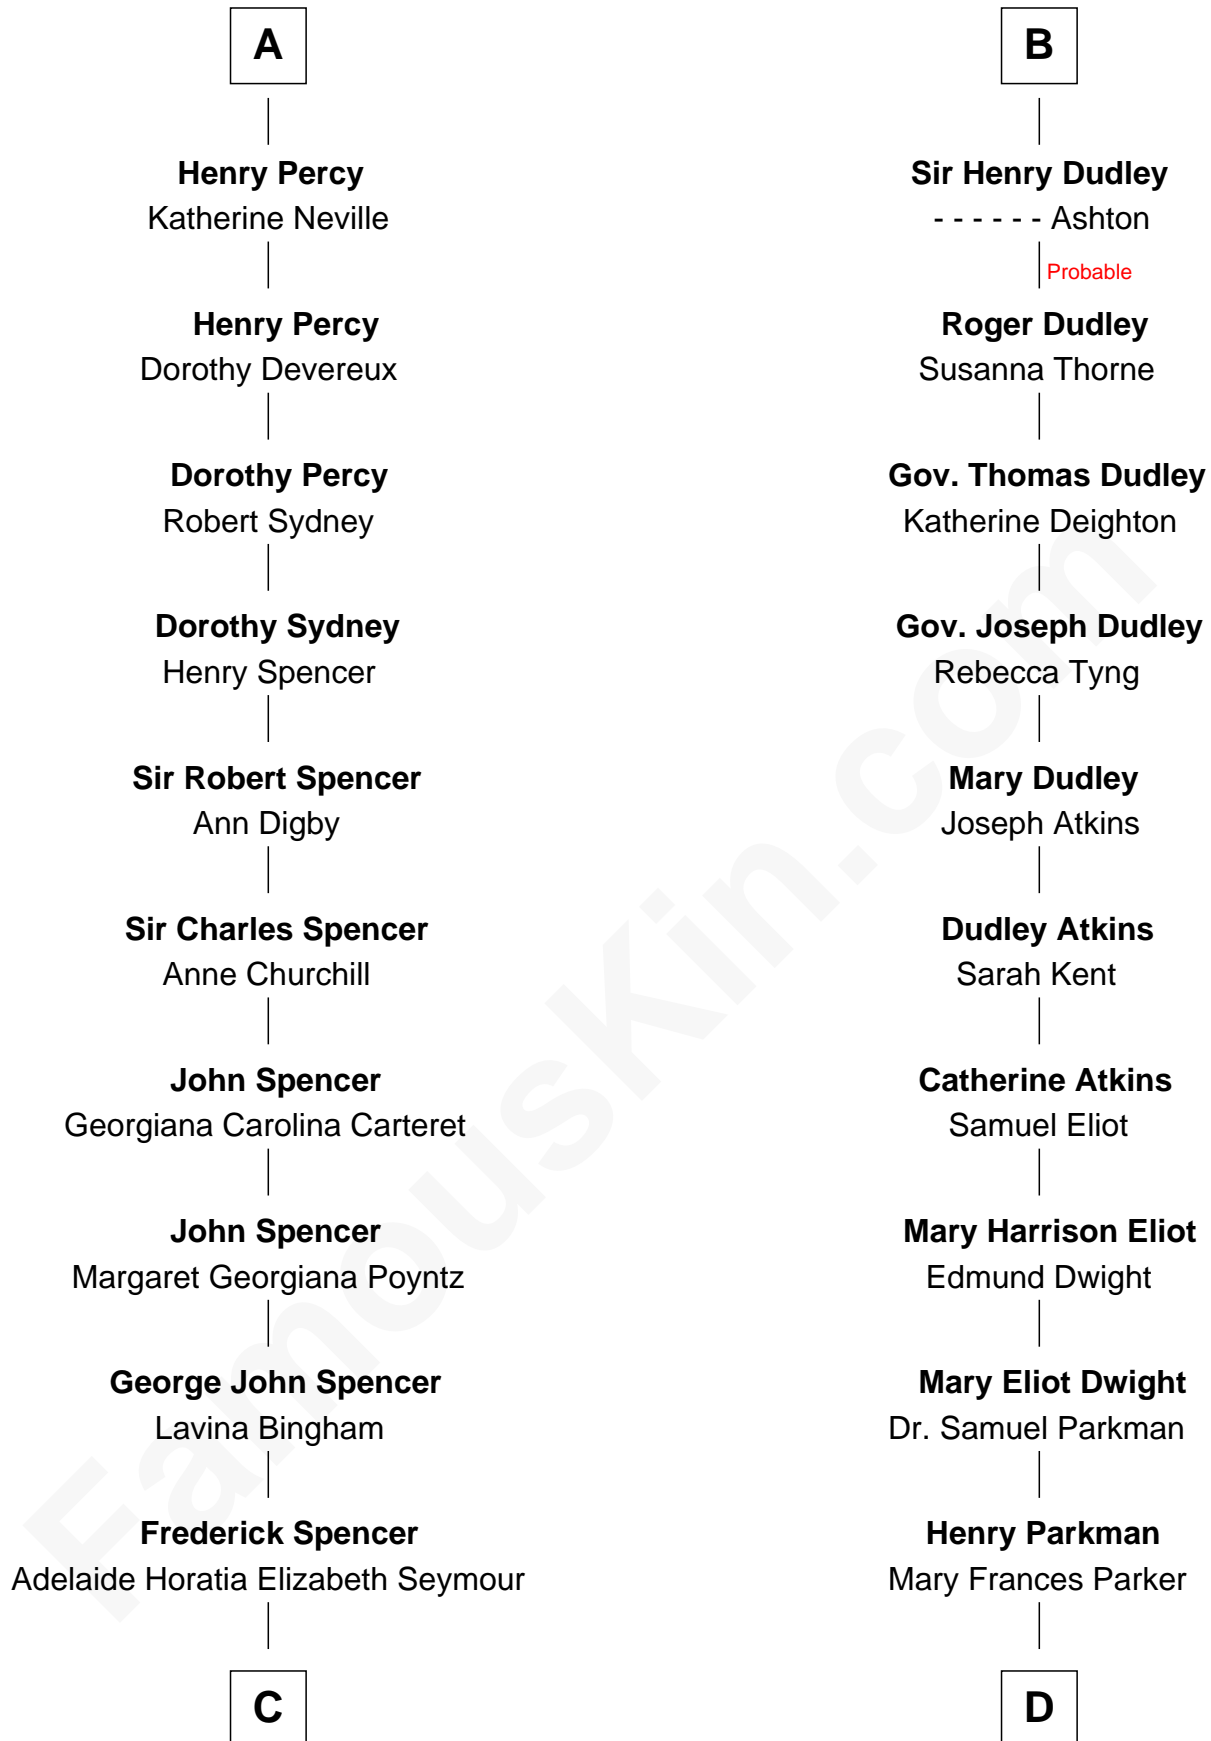 A
Henry Percy
Katherine Neville
Henry Percy
Dorothy Devereux
Dorothy Percy
Robert Sydney
Dorothy Sydney
Henry Spencer
Sir Robert Spencer
Ann Digby
Sir Charles Spencer
Anne Churchill
John Spencer
Georgiana Carolina Carteret
John Spencer
Margaret Georgiana Poyntz
George John Spencer
Lavina Bingham
Frederick Spencer
Adelaide Horatia Elizabeth Seymour
C
B
Sir Henry Dudley
- - - - - - Ashton
Probable
Roger Dudley
Susanna Thorne
Gov. Thomas Dudley
Katherine Deighton
Gov. Joseph Dudley
Rebecca Tyng
Mary Dudley
Joseph Atkins
Dudley Atkins
Sarah Kent
Catherine Atkins
Samuel Eliot
Mary Harrison Eliot
Edmund Dwight
Mary Eliot Dwight
Dr. Samuel Parkman
Henry Parkman
Mary Frances Parker
D
FamousKin.com